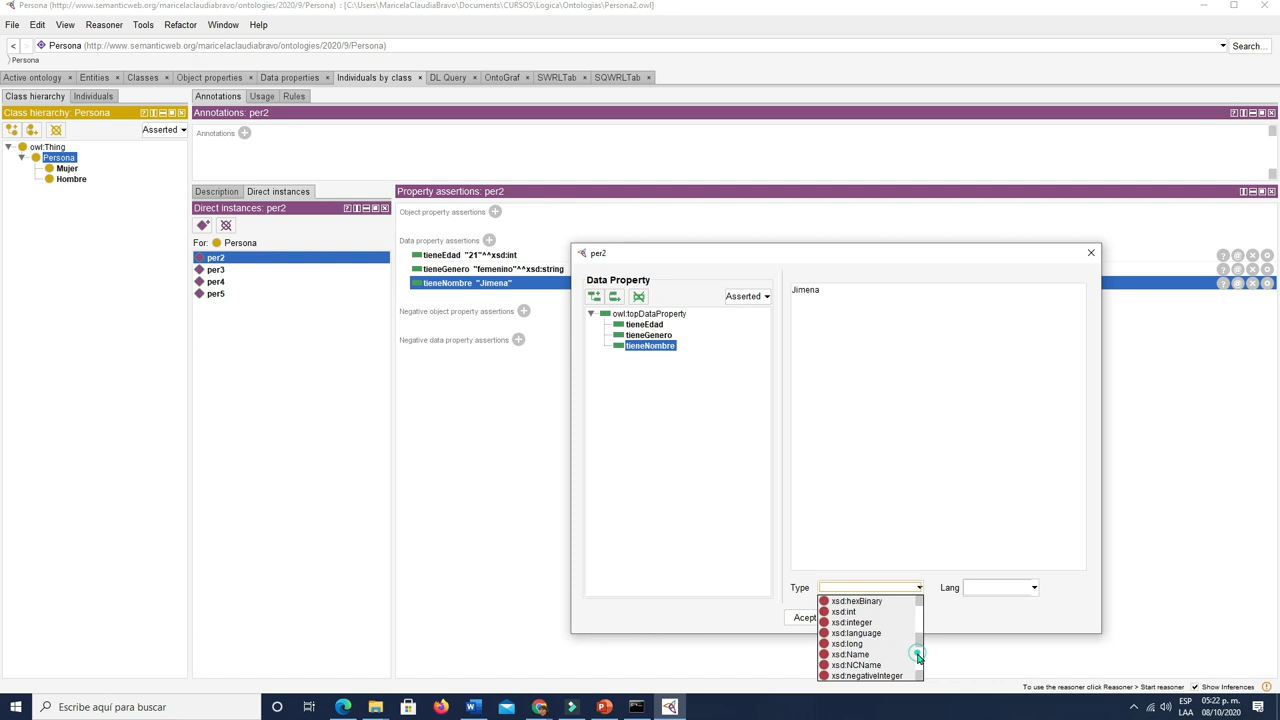 Persona (http://www.semanticweb.org/maricelaclaudiabravo/ontologies/2020/9/Persona) : [C:\Users\MaricelaClaudiaBravo\Documents\CURSOS\Logica\Ontologias\Persona2.owl]
File Edit View Reasoner Tools Refactor Window Help
< > Persona (http://www.semanticweb.org/maricelaclaudiabravo/ontologies/2020/9/Persona) Search...
Persona
Active ontology × Entities × Classes × Object properties × Data properties × Individuals by class × DL Query × OntoGraf × SWRLTab × SQWRLTab ×
Class hierarchy Individuals
Class hierarchy: Persona
Asserted
owl:Thing
Persona
Mujer
Hombre
Annotations Usage Rules
Annotations: per2
Annotations
Description Direct instances
Direct instances: per2
For: Persona
per2
per3
per4
per5
Property assertions: per2
Object property assertions
Data property assertions
tieneEdad "21"^^xsd:int
tieneGenero "femenino"^^xsd:string
tieneNombre "Jimena"
Negative object property assertions
Negative data property assertions
per2
Data Property
Asserted
owl:topDataProperty
tieneEdad
tieneGenero
tieneNombre
Jimena
Type Lang
xsd:hexBinary
xsd:int
xsd:integer
xsd:language
xsd:long
xsd:Name
xsd:NCName
xsd:negativeInteger
Acept
To use the reasoner click Reasoner > Start reasoner Show Inferences
Escribe aquí para buscar
ESP 05:22 p. m.
LAA 08/10/2020